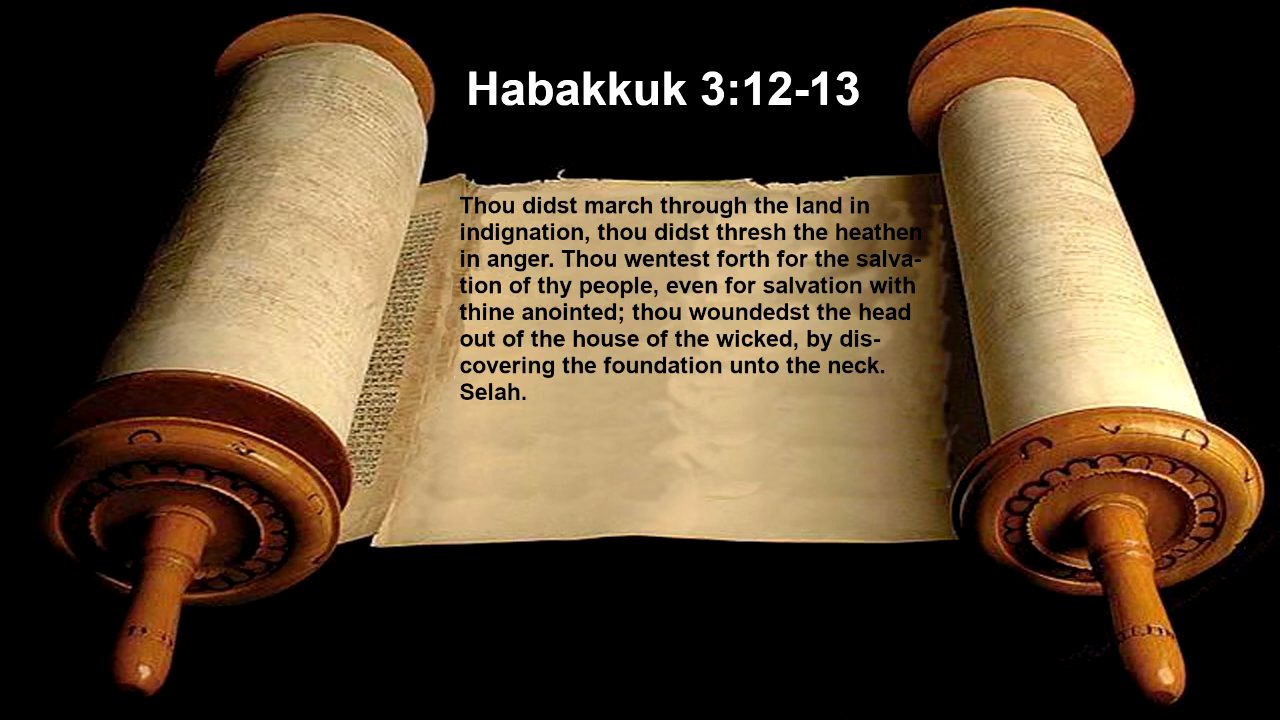 Habakkuk 3:12-13
Thou didst march through the land in
indignation, thou didst thresh the heathen
in anger. Thou wentest forth for the salva-
tion of thy people, even for salvation with
thine anointed; thou woundedst the head
out of the house of the wicked, by dis-
covering the foundation unto the neck.
Selah.